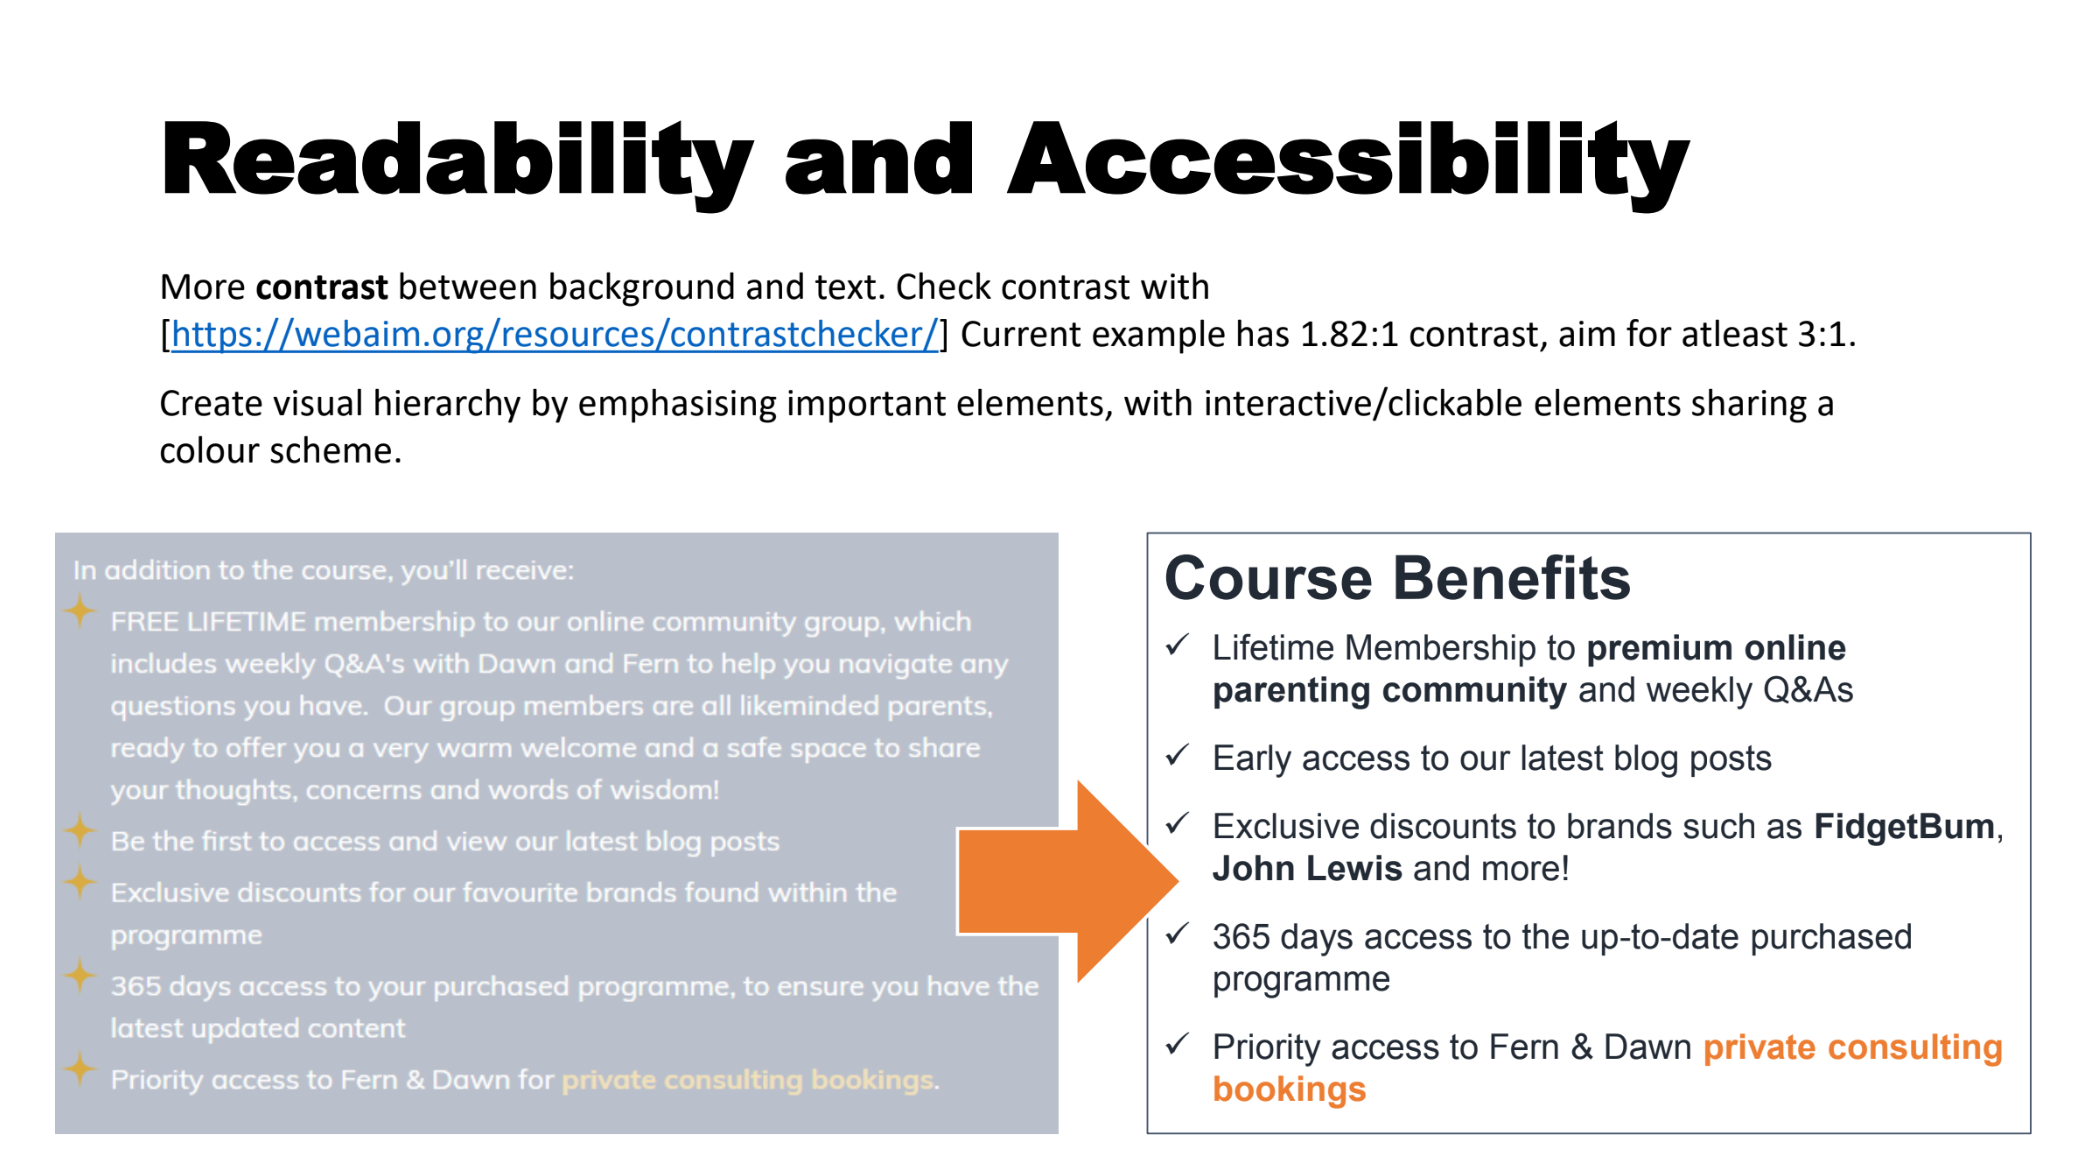 Readability and Accessibility
More contrast between background and text. Check contrast with
[https://webaim.org/resources/contrastchecker/] Current example has 1.82:1 contrast, aim for atleast 3:1.
Create visual hierarchy by emphasising important elements, with interactive/clickable elements sharing a
colour scheme.
In addition to the course, you'll receive:
FREE LIFETIME membership to our online community group, which
includes weekly Q&A's with Dawn and Fern to help you navigate any
questions you have. Our group members are all likeminded parents,
ready to offer you a very warm welcome and a safe space to share
your thoughts, concerns and words of wisdom!
Be the first to access and view our latest blog posts
Exclusive discounts for our favourite brands found within the
programme
365 days access to your purchased programme, to ensure you have the
latest updated content
Priority access to Fern & Dawn for private consulting bookings.
Course Benefits
✓ Lifetime Membership to premium online
parenting community and weekly Q&As
✓ Early access to our latest blog posts
✓ Exclusive discounts to brands such as FidgetBum,
John Lewis and more!
✓ 365 days access to the up-to-date purchased
programme
✓ Priority access to Fern & Dawn private consulting
bookings